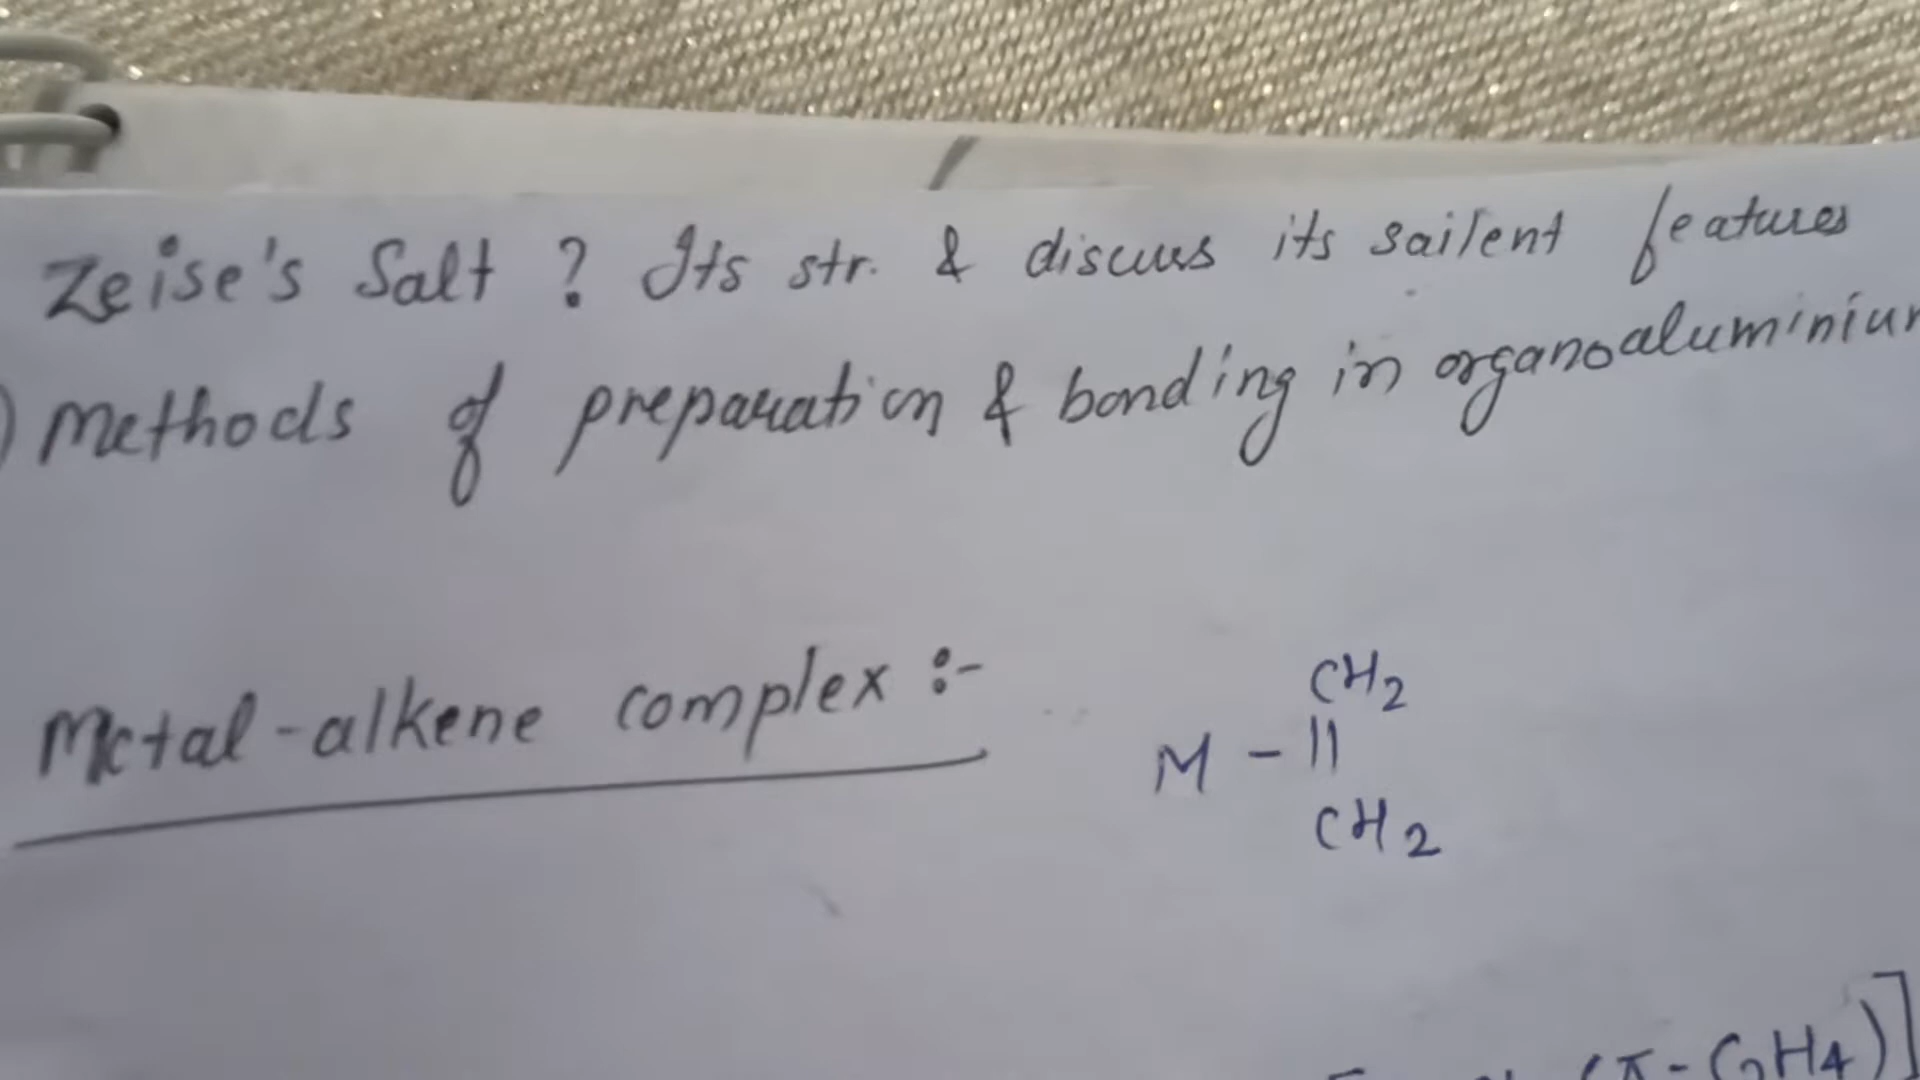 Zeise's Salt ? Its str. & discuss its sailent features
) Methods of preparation & bonding in organoaluminium
Metal-alkene complex :-
CH2
M - ||
CH2
(π - C2H4)]